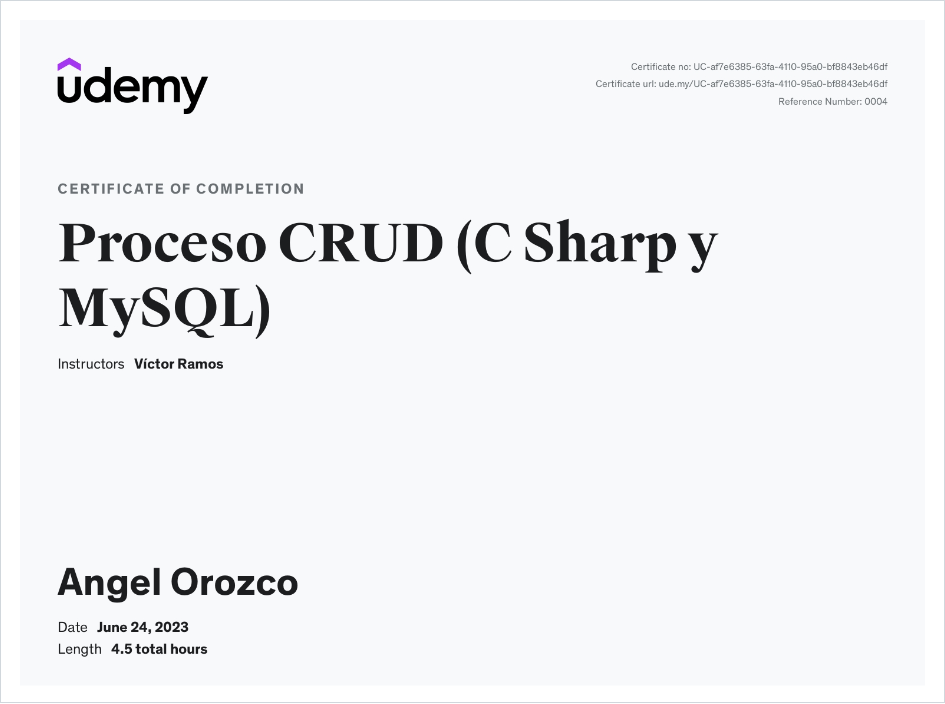 udemy
Certificate no: UC-af7e6385-63fa-4110-95a0-bf8843eb46df
Certificate url: ude.my/UC-af7e6385-63fa-4110-95a0-bf8843eb46df
Reference Number: 0004
CERTIFICATE OF COMPLETION
Proceso CRUD (C Sharp y
MySQL)
Instructors Víctor Ramos
Angel Orozco
Date June 24, 2023
Length 4.5 total hours